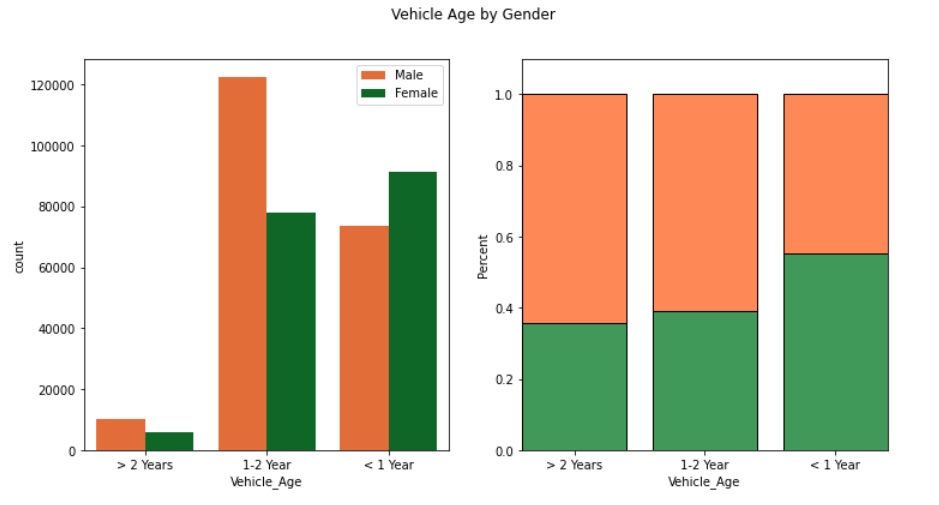 Vehicle Age by Gender
Male
Female
120000
100000
80000
60000
40000
20000
0
count
> 2 Years
1-2 Year
< 1 Year
Vehicle_Age
1.0
0.8
0.6
0.4
0.2
0.0
Percent
> 2 Years
1-2 Year
< 1 Year
Vehicle_Age